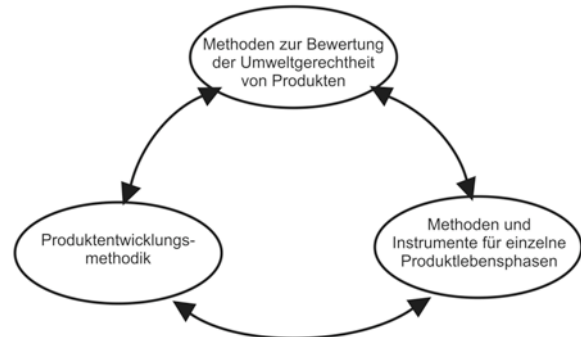 Methoden zur Bewertung
der Umweltgerechtheit
von Produkten
Produktentwicklungs-
methodik
Methoden und
Instrumente für einzelne
Produktlebensphasen